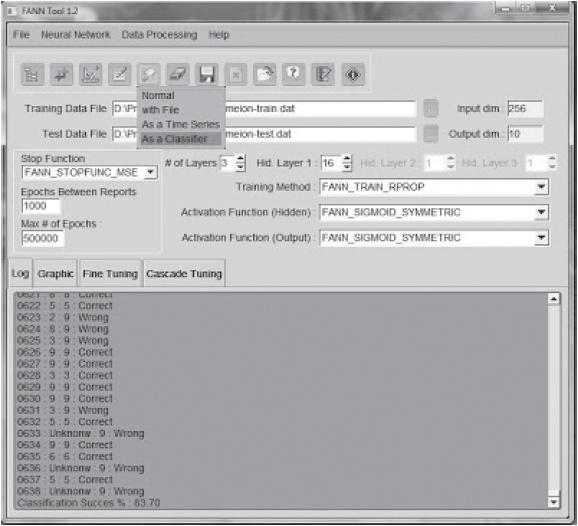 FANN Tool 1.2
File Neural Network Data Processing Help
Normal
with File
As a Time Series
As a Classifier
Training Data File D:\Pr meion-train.dat Input dim.: 256
Test Data File D:\Pr meion-test.dat Output dim.: 10
Stop Function
FANN_STOPFUNC_MSE
# of Layers 3 Hid. Layer 1 : 16 Hid. Layer 2 : 1 Hid. Layer 3 : 1
Epochs Between Reports
1000
Training Method : FANN_TRAIN_RPROP
Max # of Epochs :
500000
Activation Function (Hidden) : FANN_SIGMOID_SYMMETRIC
Activation Function (Output) : FANN_SIGMOID_SYMMETRIC
Log Graphic Fine Tuning Cascade Tuning
0621 : 8 : 8 : Correct
0622 : 5 : 5 : Correct
0623 : 2 : 9 : Wrong
0624 : 8 : 9 : Wrong
0625 : 3 : 9 : Wrong
0626 : 9 : 9 : Correct
0627 : 9 : 9 : Correct
0628 : 3 : 3 : Correct
0629 : 9 : 9 : Correct
0630 : 9 : 9 : Correct
0631 : 3 : 9 : Wrong
0632 : 5 : 5 : Correct
0633 : Unknonw : 9 : Wrong
0634 : 9 : 9 : Correct
0635 : 6 : 6 : Correct
0636 : Unknonw : 9 : Wrong
0637 : 5 : 5 : Correct
0638 : Unknonw : 9 : Wrong
Classification Succes % : 83.70